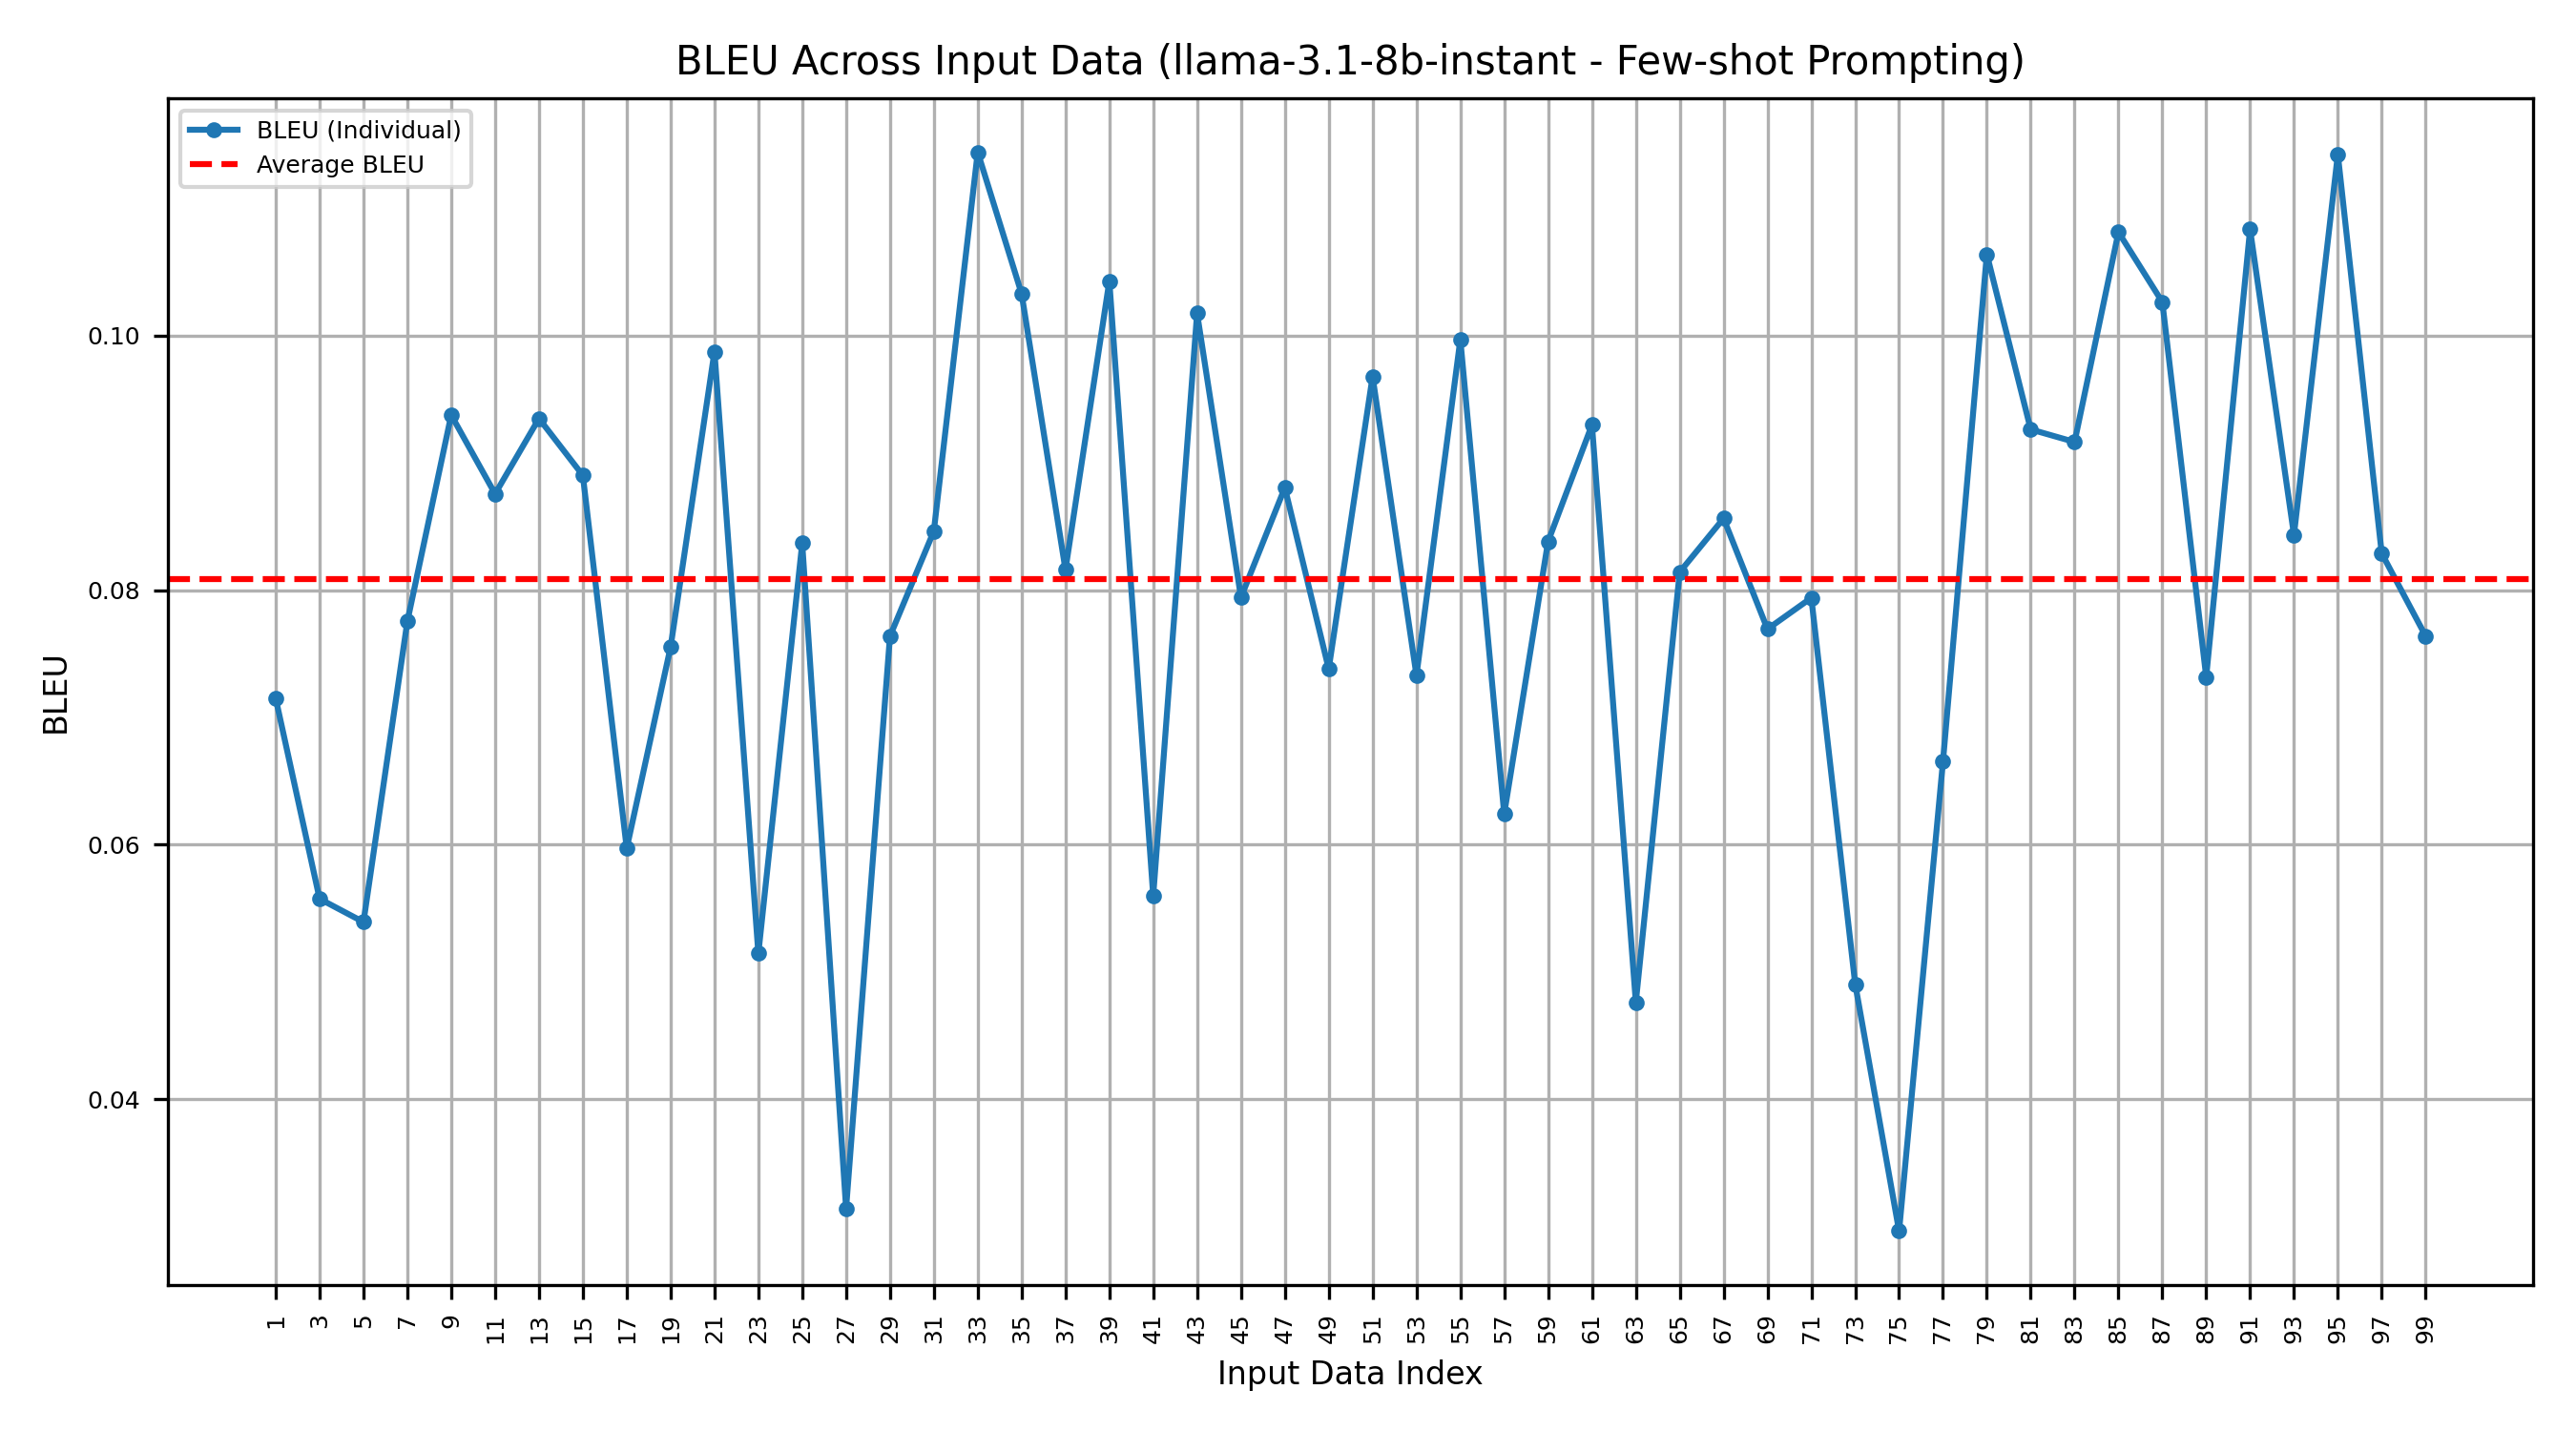 BLEU Across Input Data (llama-3.1-8b-instant - Few-shot Prompting)
BLEU (Individual)
Average BLEU
0.10
0.08
0.06
0.04
BLEU
1 3 5 7 9 11 13 15 17 19 21 23 25 27 29 31 33 35 37 39 41 43 45 47 49 51 53 55 57 59 61 63 65 67 69 71 73 75 77 79 81 83 85 87 89 91 93 95 97 99
Input Data Index